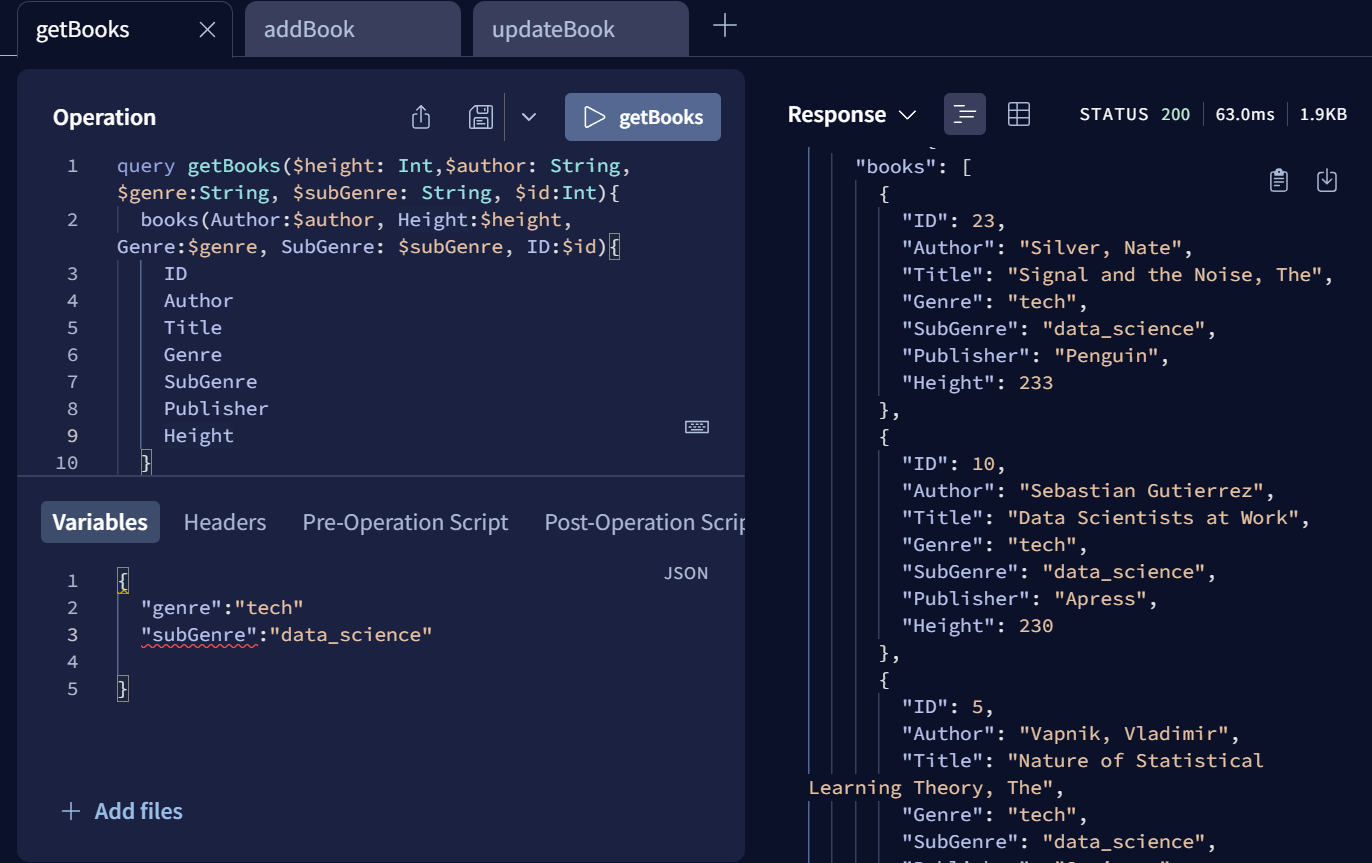 getBooks
addBook
updateBook
Operation
getBooks
1 query getBooks($height: Int,$author: String,
$genre:String, $subGenre: String, $id:Int){
2 books(Author:$author, Height:$height,
Genre:$genre, SubGenre: $subGenre, ID:$id){
3 ID
4 Author
5 Title
6 Genre
7 SubGenre
8 Publisher
9 Height
10 }
Variables Headers Pre-Operation Script Post-Operation Scrip
JSON
1 {
2 "genre":"tech"
3 "subGenre":"data_science"
4
5 }
Add files
Response STATUS 200 63.0ms 1.9KB
"books": [
{
"ID": 23,
"Author": "Silver, Nate",
"Title": "Signal and the Noise, The",
"Genre": "tech",
"SubGenre": "data_science",
"Publisher": "Penguin",
"Height": 233
},
{
"ID": 10,
"Author": "Sebastian Gutierrez",
"Title": "Data Scientists at Work",
"Genre": "tech",
"SubGenre": "data_science",
"Publisher": "Apress",
"Height": 230
},
{
"ID": 5,
"Author": "Vapnik, Vladimir",
"Title": "Nature of Statistical
Learning Theory, The",
"Genre": "tech",
"SubGenre": "data_science",